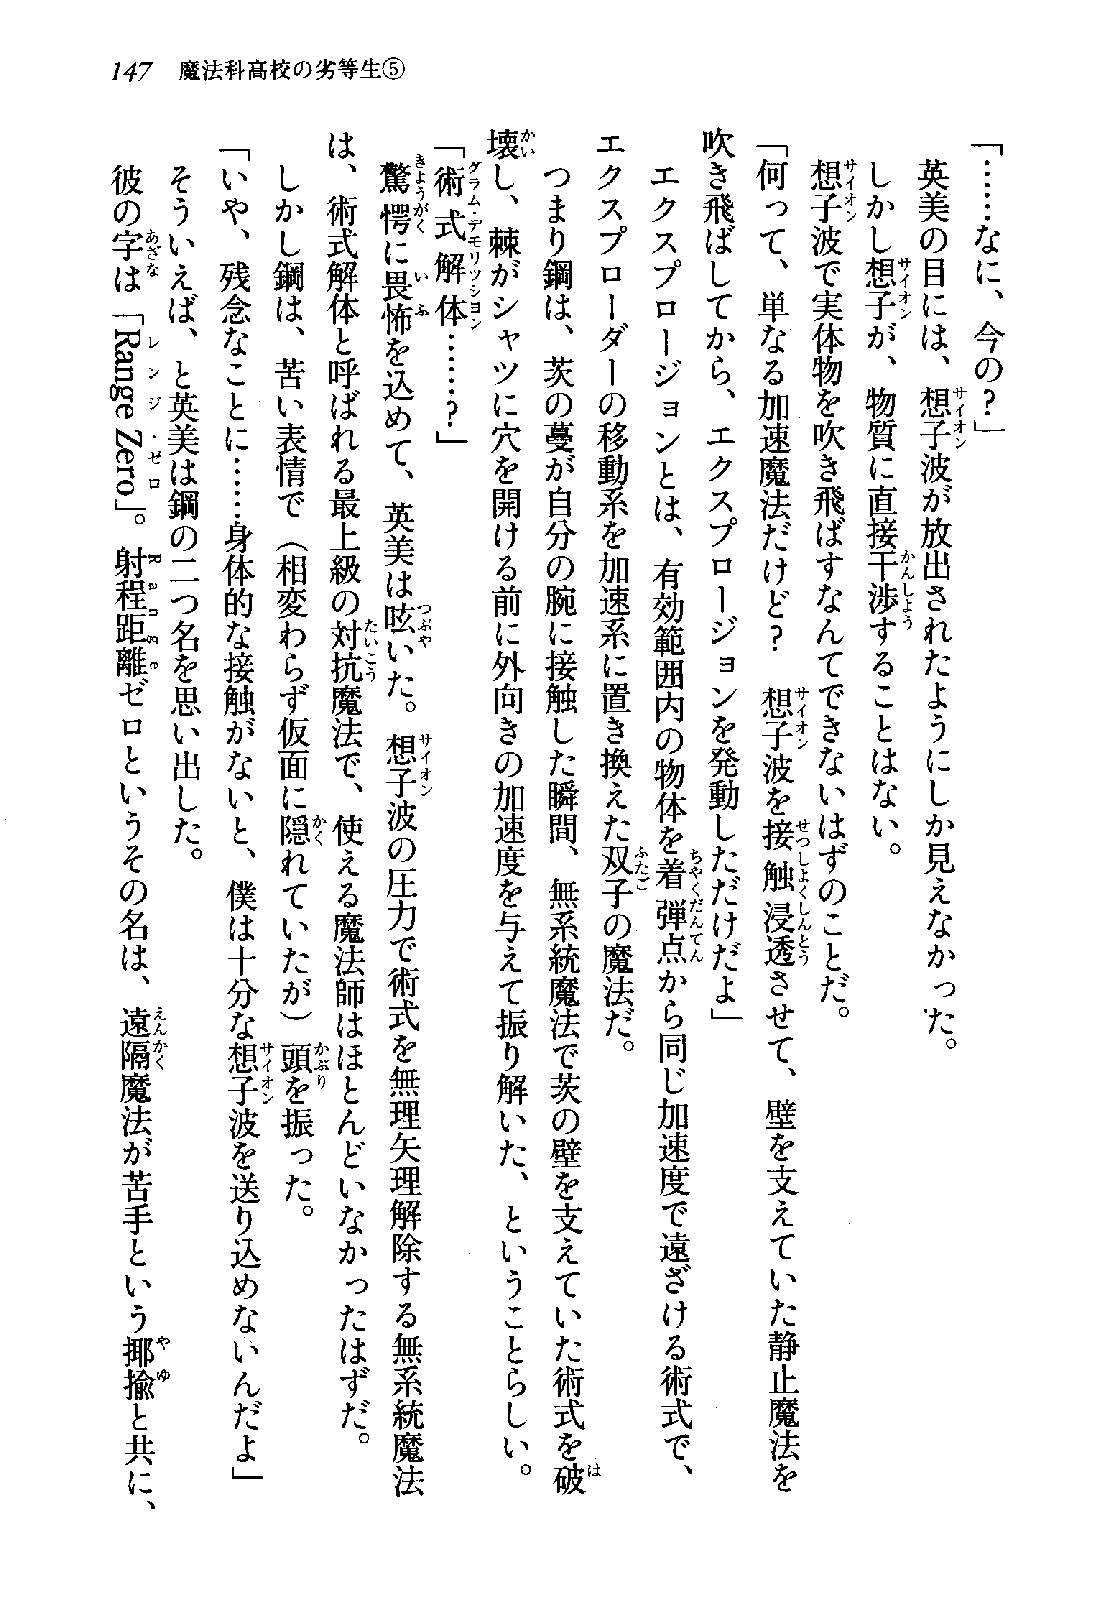 147 魔法科高校の劣等生⑤
「……なに、今の？」
　英美の目には、想子波が放出されたようにしか見えなかった。
　しかし想子が、物質に直接干渉することはない。
　想子波で実体物を吹き飛ばすなんてできないはずのことだ。
「何って、単なる加速魔法だけど？　想子波を接触浸透させて、壁を支えていた静止魔法を
吹き飛ばしてから、エクスプロージョンを発動しただけだよ」
　エクスプロージョンとは、有効範囲内の物体を着弾点から同じ加速度で遠ざける術式で、
エクスプローダーの移動系を加速系に置き換えた双子の魔法だ。
　つまり鋼は、茨の蔓が自分の腕に接触した瞬間、無系統魔法で茨の壁を支えていた術式を破
壊し、棘がシャツに穴を開ける前に外向きの加速度を与えて振り解いた、ということらしい。
「術式解体……？」
　驚愕に畏怖を込めて、英美は呟いた。想子波の圧力で術式を無理矢理解除する無系統魔法
は、術式解体と呼ばれる最上級の対抗魔法で、使える魔法師はほとんどいなかったはずだ。
　しかし鋼は、苦い表情で（相変わらず仮面に隠れていたが）頭を振った。
「いや、残念なことに……身体的な接触がないと、僕は十分な想子波を送り込めないんだよ」
　そういえば、と英美は鋼の二つ名を思い出した。
　彼の字は「Range Zero」。射程距離ゼロというその名は、遠隔魔法が苦手という揶揄と共に、